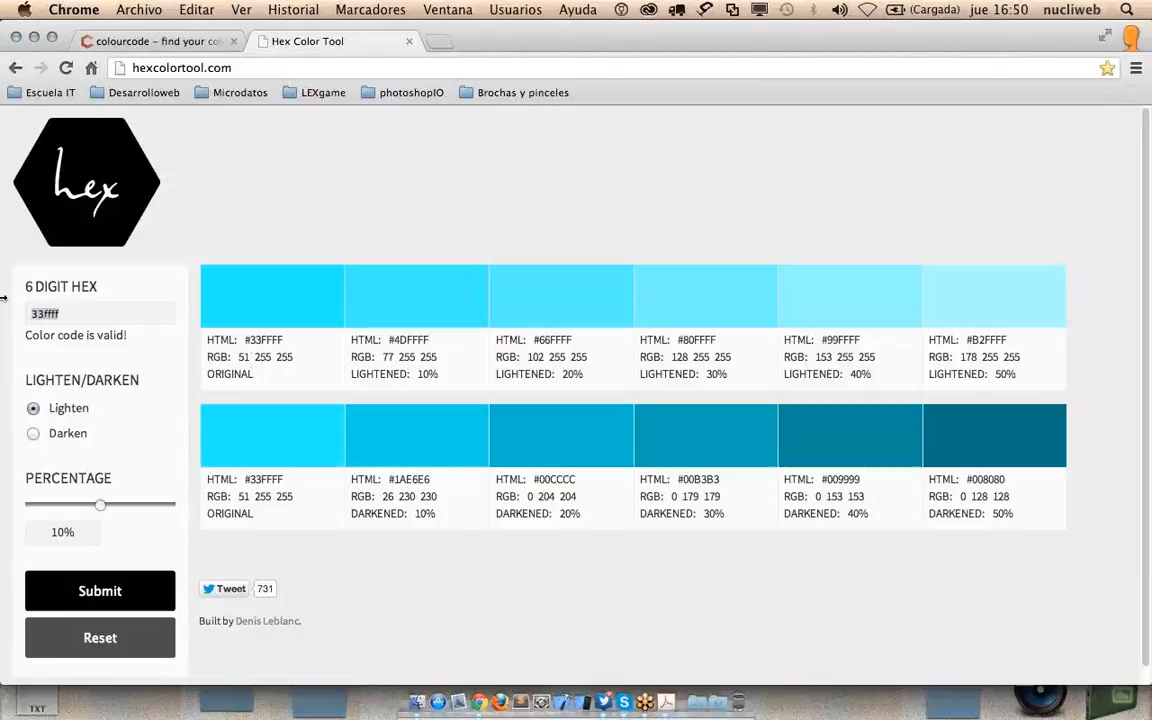 Chrome Archivo Editar Ver Historial Marcadores Ventana Usuarios Ayuda (Cargada) jue 16:50 nucliweb
colourcode – find your co
Hex Color Tool
hexcolortool.com
Escuela IT Desarrolloweb Microdatos LEXgame photoshopIO Brochas y pinceles
hex
6 DIGIT HEX
33ffff
Color code is valid!
LIGHTEN/DARKEN
Lighten
Darken
PERCENTAGE
10%
Submit
Reset
HTML: #33FFFF HTML: #4DFFFF HTML: #66FFFF HTML: #80FFFF HTML: #99FFFF HTML: #B2FFFF
RGB: 51 255 255 RGB: 77 255 255 RGB: 102 255 255 RGB: 128 255 255 RGB: 153 255 255 RGB: 178 255 255
ORIGINAL LIGHTENED: 10% LIGHTENED: 20% LIGHTENED: 30% LIGHTENED: 40% LIGHTENED: 50%
HTML: #33FFFF HTML: #1AE6E6 HTML: #00CCCC HTML: #00B3B3 HTML: #009999 HTML: #008080
RGB: 51 255 255 RGB: 26 230 230 RGB: 0 204 204 RGB: 0 179 179 RGB: 0 153 153 RGB: 0 128 128
ORIGINAL DARKENED: 10% DARKENED: 20% DARKENED: 30% DARKENED: 40% DARKENED: 50%
Tweet 731
Built by Denis Leblanc.
TXT